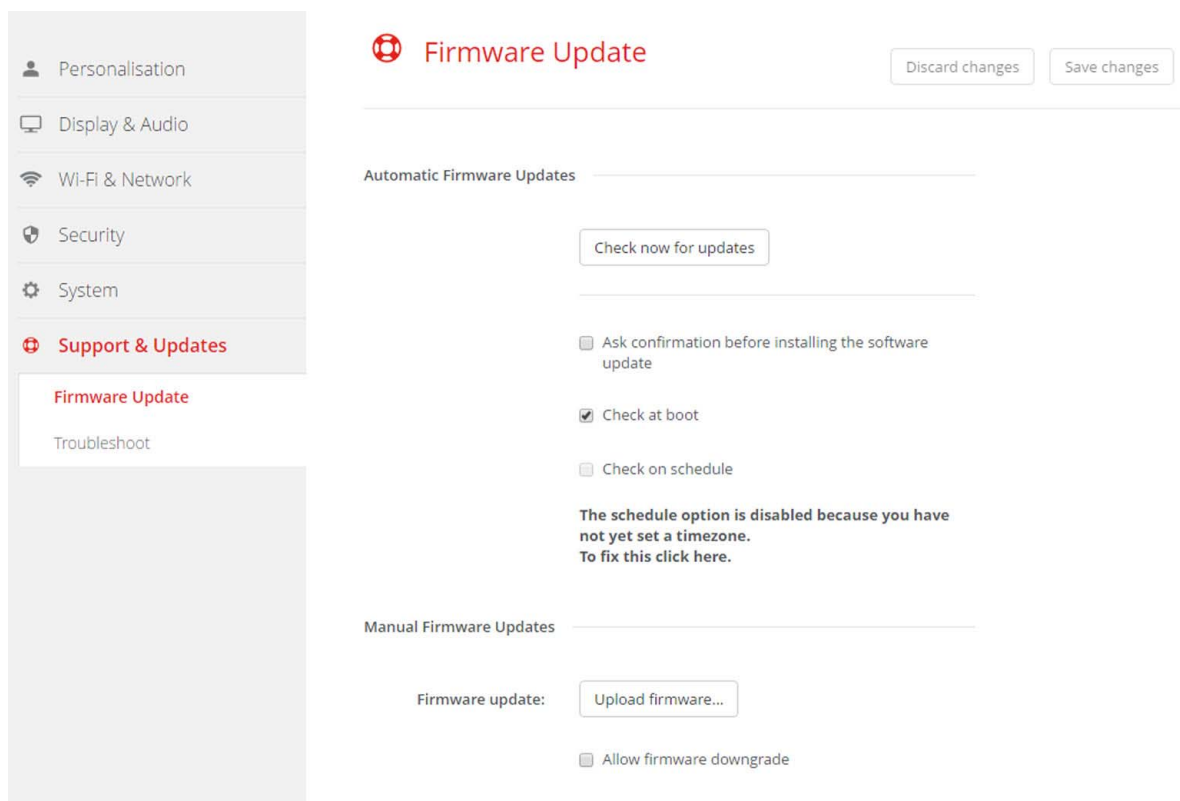 Personalisation
Display & Audio
Wi-Fi & Network
Security
System
Support & Updates
Firmware Update
Troubleshoot
Firmware Update
Discard changes
Save changes
Automatic Firmware Updates
Check now for updates
Ask confirmation before installing the software
update
Check at boot
Check on schedule
The schedule option is disabled because you have
not yet set a timezone.
To fix this click here.
Manual Firmware Updates
Firmware update:
Upload firmware...
Allow firmware downgrade